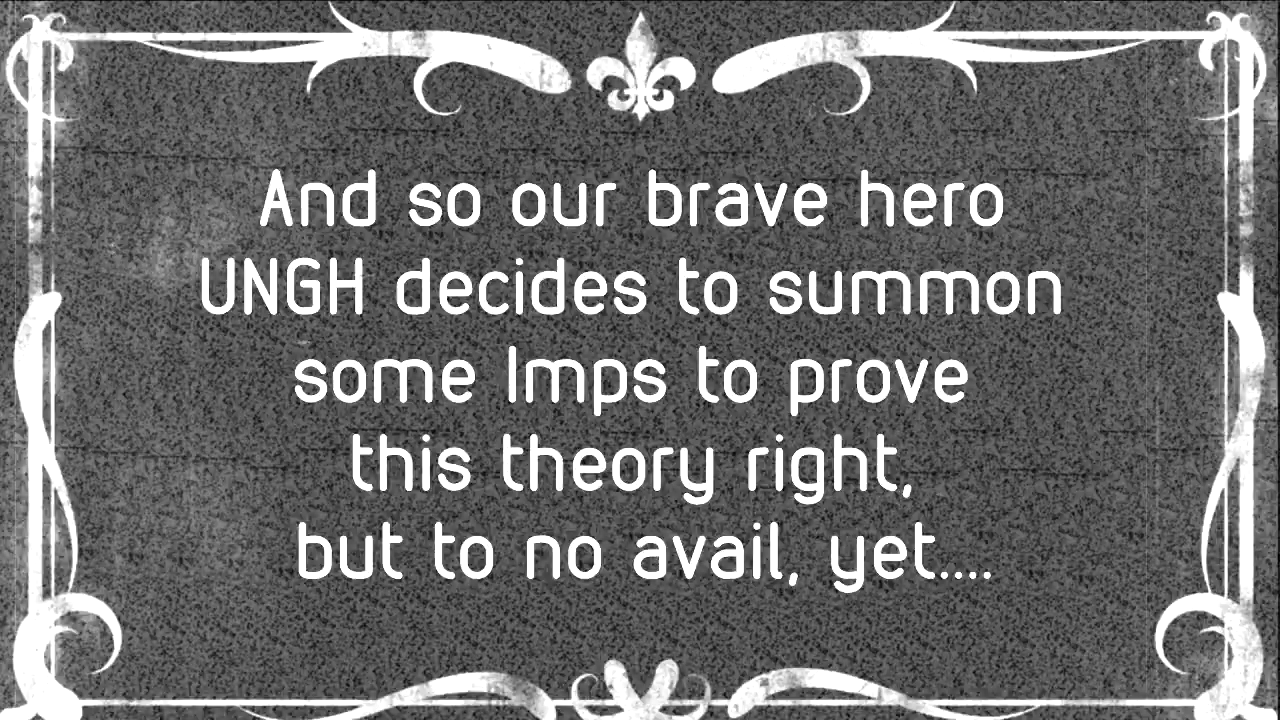 And so our brave hero
UNGH decides to summon
some Imps to prove
this theory right,
but to no avail, yet....